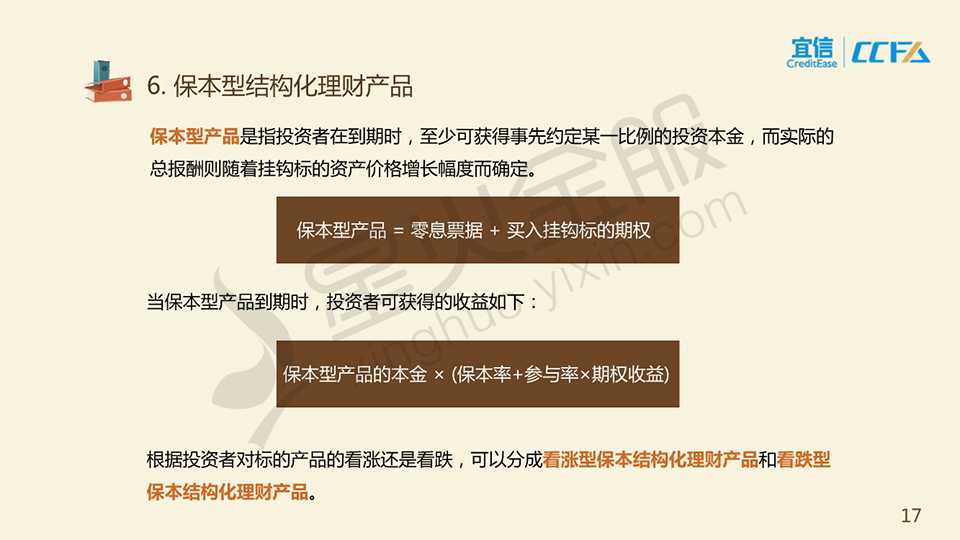 宜信
CreditEase
CCFA
6. 保本型结构化理财产品
保本型产品是指投资者在到期时，至少可获得事先约定某一比例的投资本金，而实际的
总报酬则随着挂钩标的资产价格增长幅度而确定。
保本型产品 = 零息票据 + 买入挂钩标的期权
当保本型产品到期时，投资者可获得的收益如下：
保本型产品的本金 × (保本率+参与率×期权收益)
根据投资者对标的产品的看涨还是看跌，可以分成看涨型保本结构化理财产品和看跌型
保本结构化理财产品。
星火金服
xinghuo.yixin.com
17